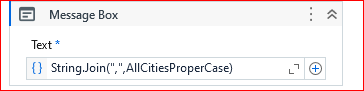 Message Box
Text *
{ } String.Join(",",AllCitiesProperCase)